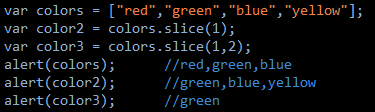 var colors = ["red","green","blue","yellow"];
var color2 = colors.slice(1);
var color3 = colors.slice(1,2);
alert(colors);      //red,green,blue
alert(color2);      //green,blue,yellow
alert(color3);      //green